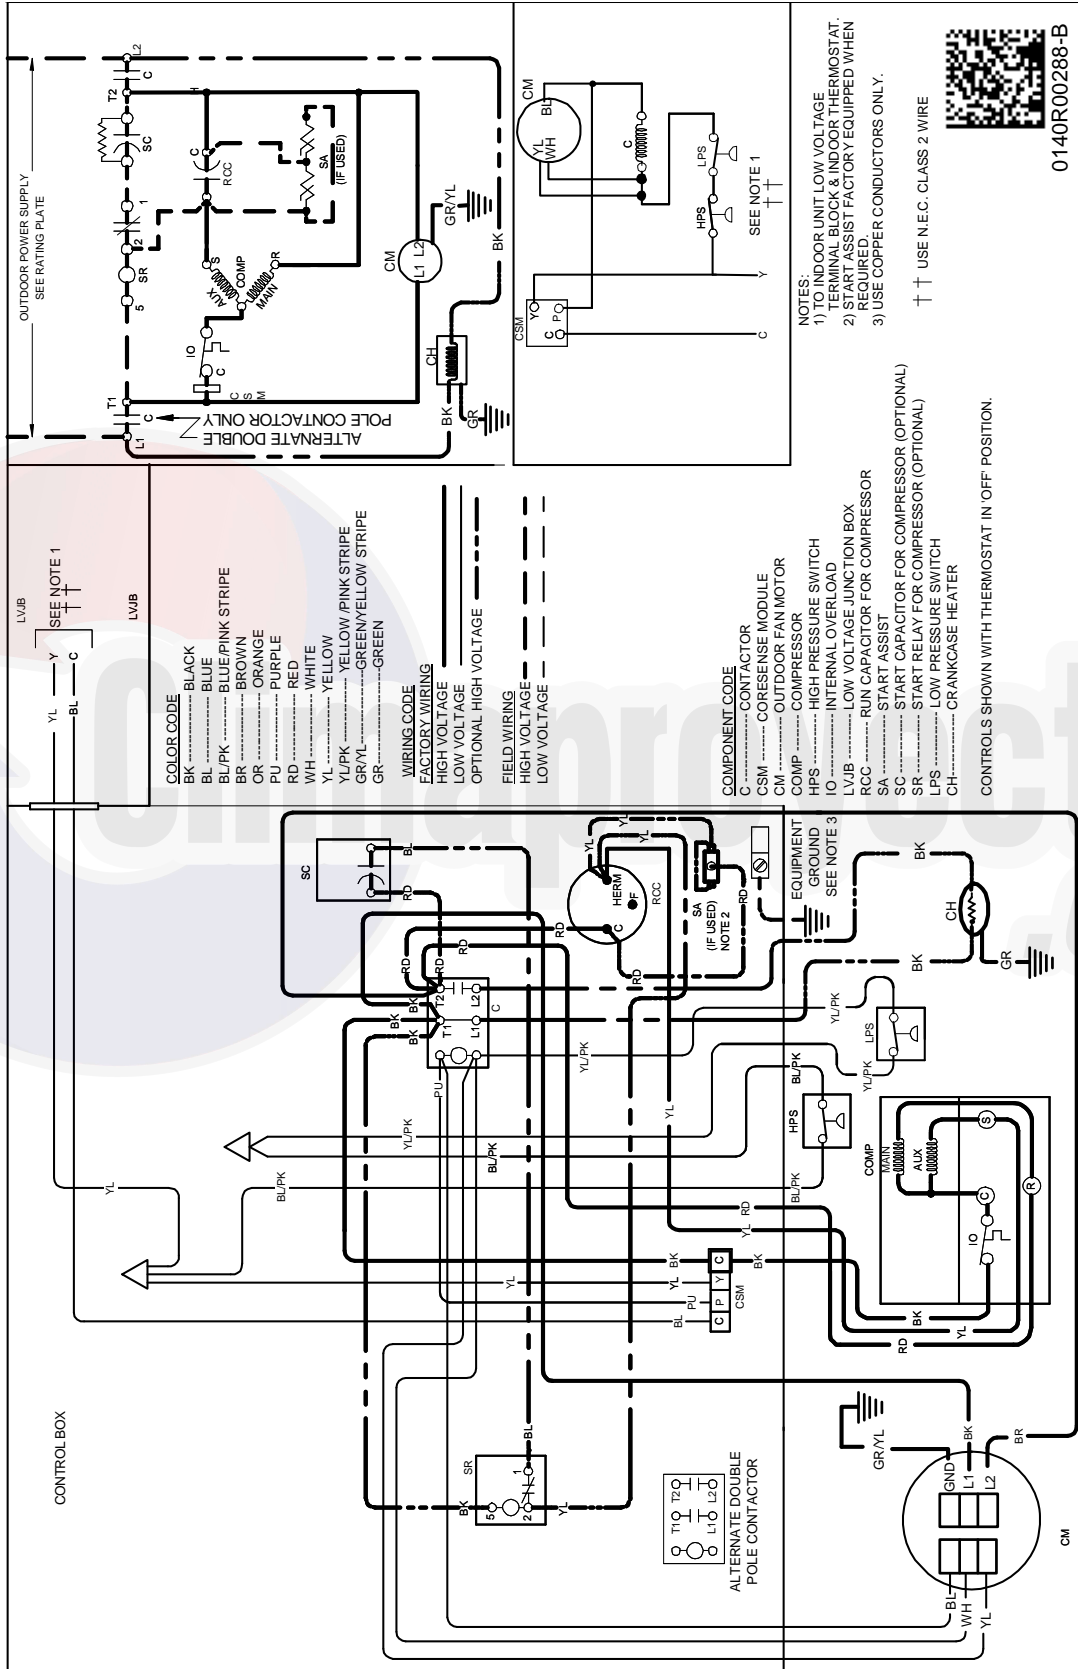 OUTDOOR POWER SUPPLY
SEE RATING PLATE
L1
C
T1
ALTERNATE DOUBLE
POLE CONTACTOR ONLY
5
SR
2
1
SC
T2
C
L2
H
C
RCC
IO
C
C
S
M
S
AUX
COMP
MAIN
R
SA
(IF USED)
CM
L1 L2
GR/YL
BK
CH
BK
GR
CSM
Y
C
P
CM
YL
WH
BL
C
HPS
LPS
SEE NOTE 1
††
Y
C
NOTES:
1) TO INDOOR UNIT LOW VOLTAGE
TERMINAL BLOCK & INDOOR THERMOSTAT.
2) START ASSIST FACTORY EQUIPPED WHEN
REQUIRED.
3) USE COPPER CONDUCTORS ONLY.
†† USE N.E.C. CLASS 2 WIRE
0140R00288-B
LVJB
SEE NOTE 1
††
Y
C
YL
BL
LVJB
COLOR CODE
BK ---------- BLACK
BL ---------- BLUE
BL/PK ------- BLUE/PINK STRIPE
BR ---------- BROWN
OR ---------- ORANGE
PU ---------- PURPLE
RD ---------- RED
WH ---------- WHITE
YL ---------- YELLOW
YL/PK -------- YELLOW /PINK STRIPE
GR/YL -------GREEN/YELLOW STRIPE
GR-------------GREEN
WIRING CODE
FACTORY WIRING
HIGH VOLTAGE
LOW VOLTAGE
OPTIONAL HIGH VOLTAGE
FIELD WIRING
HIGH VOLTAGE
LOW VOLTAGE
COMPONENT CODE
C ------------ CONTACTOR
CSM -------- CORESENSE MODULE
CM ---------- OUTDOOR FAN MOTOR
COMP ------ COMPRESSOR
HPS --------- HIGH PRESSURE SWITCH
IO ----------- INTERNAL OVERLOAD
LVJB -------- LOW VOLTAGE JUNCTION BOX
RCC -------- RUN CAPACITOR FOR COMPRESSOR
SA ----------- START ASSIST
SC ----------- START CAPACITOR FOR COMPRESSOR (OPTIONAL)
SR ----------- START RELAY FOR COMPRESSOR (OPTIONAL)
LPS ---------- LOW PRESSURE SWITCH
CH----------- CRANKCASE HEATER
CONTROLS SHOWN WITH THERMOSTAT IN 'OFF' POSITION.
CONTROL BOX
YL
BL/PK
SC
RD
BL
RD
RD
RD
RD
BK
BK
BK
T2
T1
L2
L1
C
PU
YL/PK
BL/PK
YL/PK
RD
HERM
F
C
RCC
YL
YL
YL
SA
(IF USED)
NOTE 2
RD
EQUIPMENT
GROUND
SEE NOTE 3
BK
CH
BK
GR
YL/PK
LPS
YL/PK
BL/PK
HPS
BL/PK
YL
RD
YL
BK
BK
YL
YL
PU
BL
C
P
Y
C
CSM
COMP
MAIN
AUX
S
R
C
IO
BK
YL
RD
SR
BK
5
2
1
YL
BL
ALTERNATE DOUBLE
POLE CONTACTOR
T1
T2
L1
L2
GR/YL
GND
L1
L2
BK
BR
BL
WH
YL
CM
Climaproyect